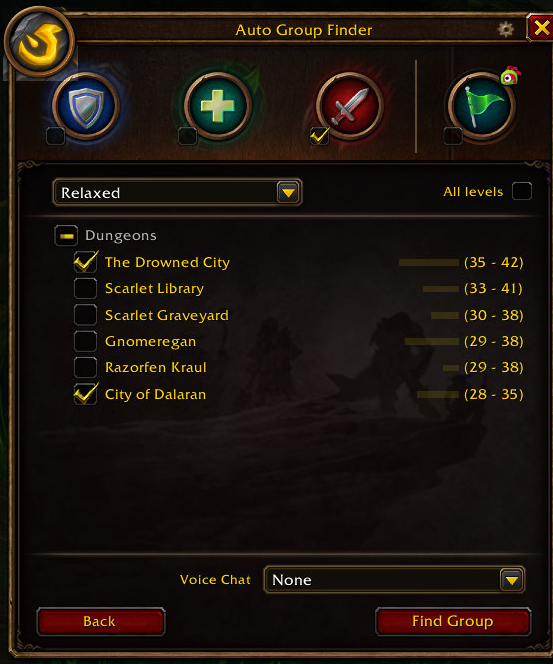 Auto Group Finder
Relaxed
All levels
Dungeons
The Drowned City (35 - 42)
Scarlet Library (33 - 41)
Scarlet Graveyard (30 - 38)
Gnomeregan (29 - 38)
Razorfen Kraul (29 - 38)
City of Dalaran (28 - 35)
Voice Chat None
Back Find Group